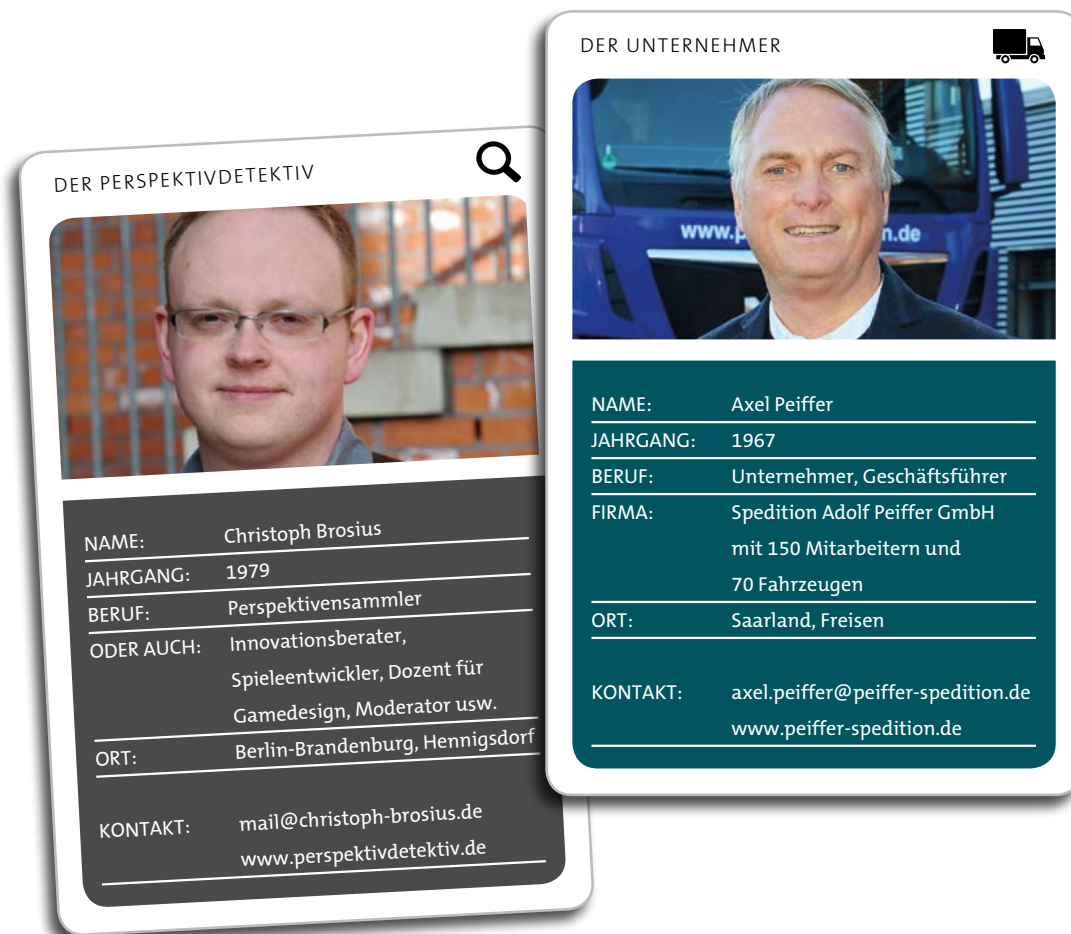 DER PERSPEKTIVDETEKTIV
NAME: Christoph Brosius
JAHRGANG: 1979
BERUF: Perspektivensammler
ODER AUCH: Innovationsberater,
Spieleentwickler, Dozent für
Gamedesign, Moderator usw.
ORT: Berlin-Brandenburg, Hennigsdorf
KONTAKT: mail@christoph-brosius.de
www.perspektivdetektiv.de
DER UNTERNEHMER
www.p n.de
NAME: Axel Peiffer
JAHRGANG: 1967
BERUF: Unternehmer, Geschäftsführer
FIRMA: Spedition Adolf Peiffer GmbH
mit 150 Mitarbeitern und
70 Fahrzeugen
ORT: Saarland, Freisen
KONTAKT: axel.peiffer@peiffer-spedition.de
www.peiffer-spedition.de